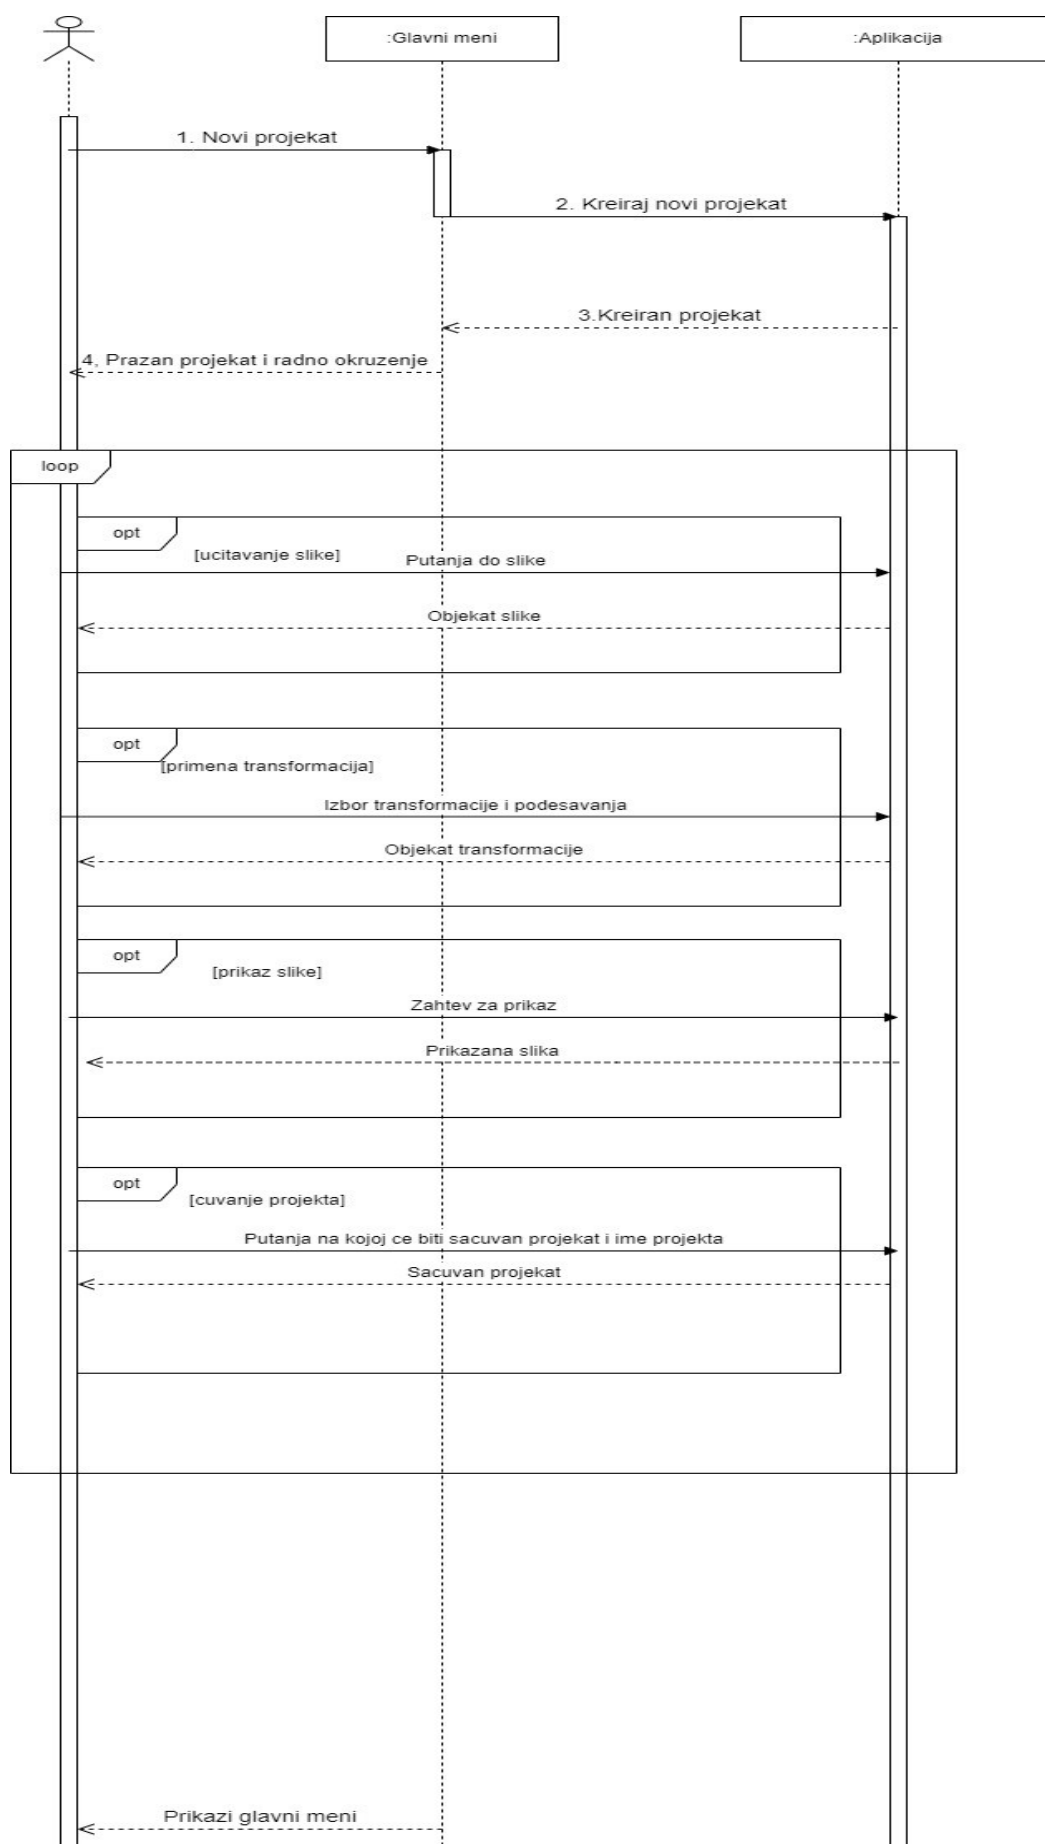 :Glavni meni
:Aplikacija
1. Novi projekat
2. Kreiraj novi projekat
3.Kreiran projekat
4, Prazan projekat i radno okruzenje
loop
opt
[ucitavanje slike]
Putanja do slike
Objekat slike
opt
[primena transformacija]
Izbor transformacije i podesavanja
Objekat transformacije
opt
[prikaz slike]
Zahtev za prikaz
Prikazana slika
opt
[cuvanje projekta]
Putanja na kojoj ce biti sacuvan projekat i ime projekta
Sacuvan projekat
Prikazi glavni meni